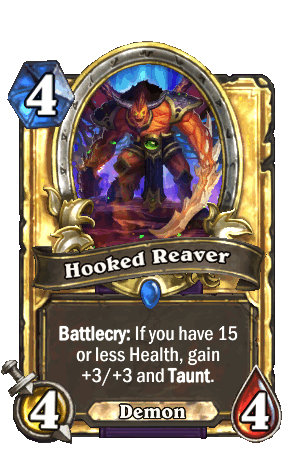 4
Hooked Reaver
Battlecry: If you have 15
or less Health, gain
+3/+3 and Taunt.
4
Demon
4